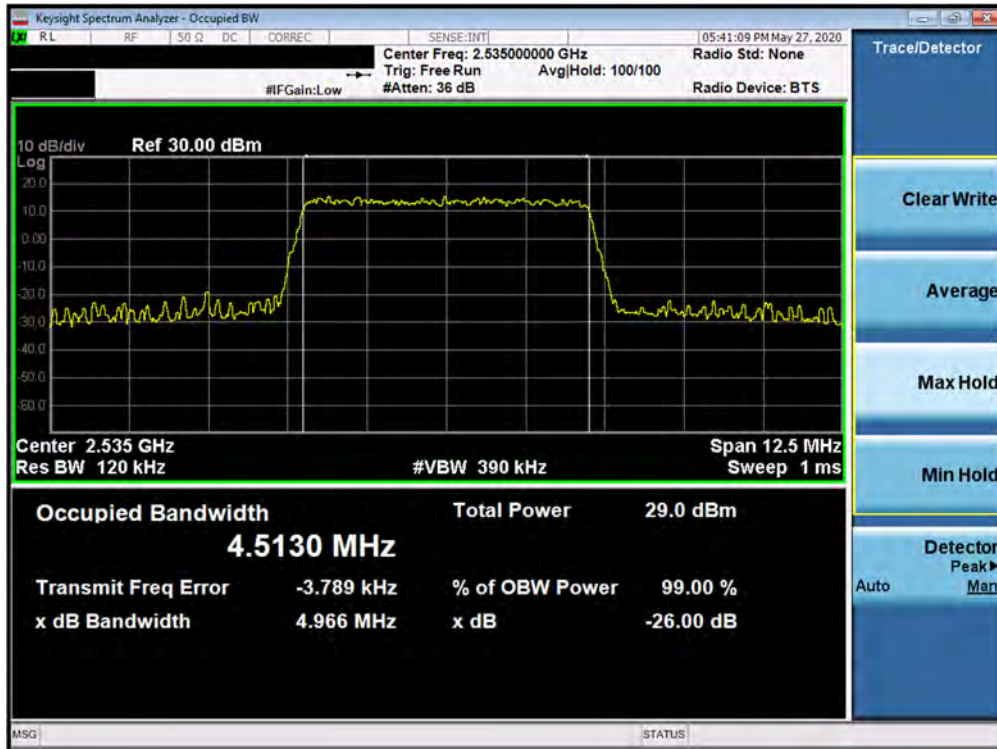 Keysight Spectrum Analyzer - Occupied BW
LXI RL RF 50 Ω DC CORREC SENSE:INT 05:41:09 PM May 27, 2020
Center Freq: 2.535000000 GHz Radio Std: None
Trig: Free Run Avg|Hold: 100/100
#IFGain:Low #Atten: 36 dB Radio Device: BTS
Trace/Detector
10 dB/div Ref 30.00 dBm
Log
20.0
10.0
0.00
-10.0
-20.0
-30.0
-40.0
-50.0
-60.0
Center 2.535 GHz Span 12.5 MHz
Res BW 120 kHz #VBW 390 kHz Sweep 1 ms
Occupied Bandwidth Total Power 29.0 dBm
4.5130 MHz
Transmit Freq Error -3.789 kHz % of OBW Power 99.00 %
x dB Bandwidth 4.966 MHz x dB -26.00 dB
Clear Write
Average
Max Hold
Min Hold
Detector
Peak▶
Auto Man
MSG STATUS